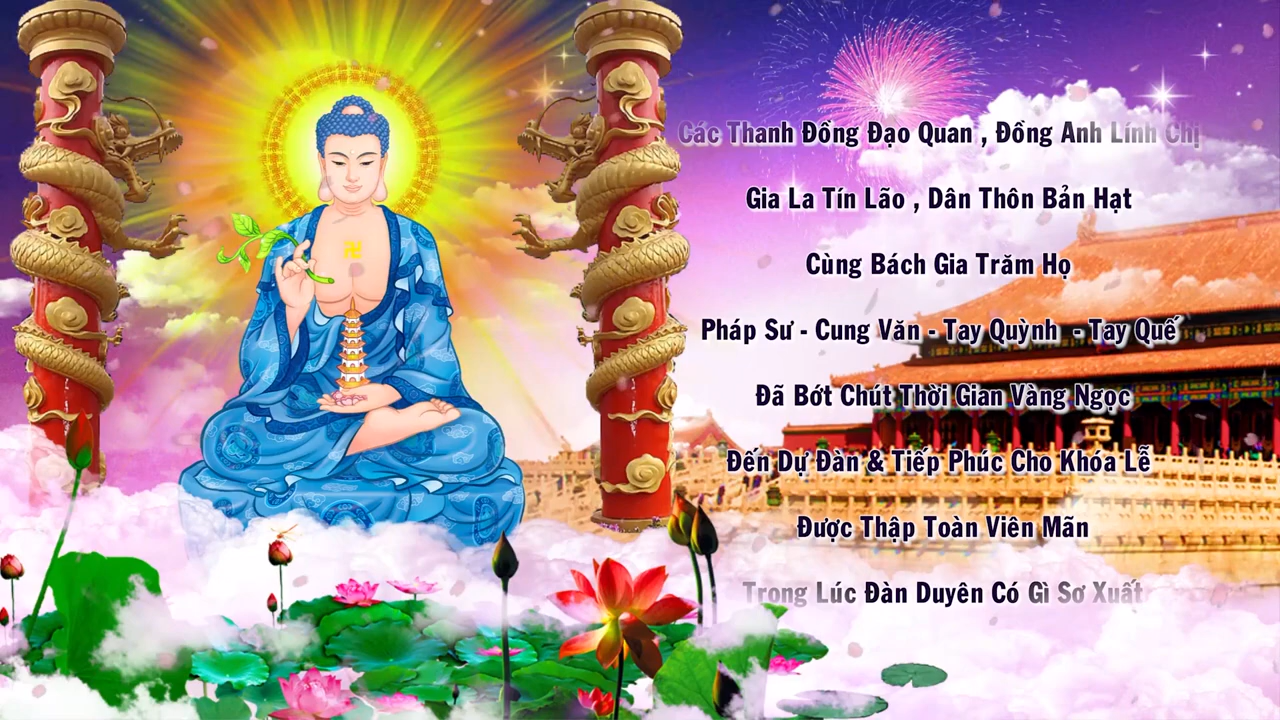 Các Thanh Đồng Đạo Quan , Đồng Anh Lính Chị
Gia La Tín Lão , Dân Thôn Bản Hạt
Cùng Bách Gia Trăm Họ
Pháp Sư - Cung Văn - Tay Quỳnh - Tay Quế
Đã Bớt Chút Thời Gian Vàng Ngọc
Đến Dự Đàn & Tiếp Phúc Cho Khóa Lễ
Được Thập Toàn Viên Mãn
Trong Lúc Đàn Duyên Có Gì Sơ Xuất